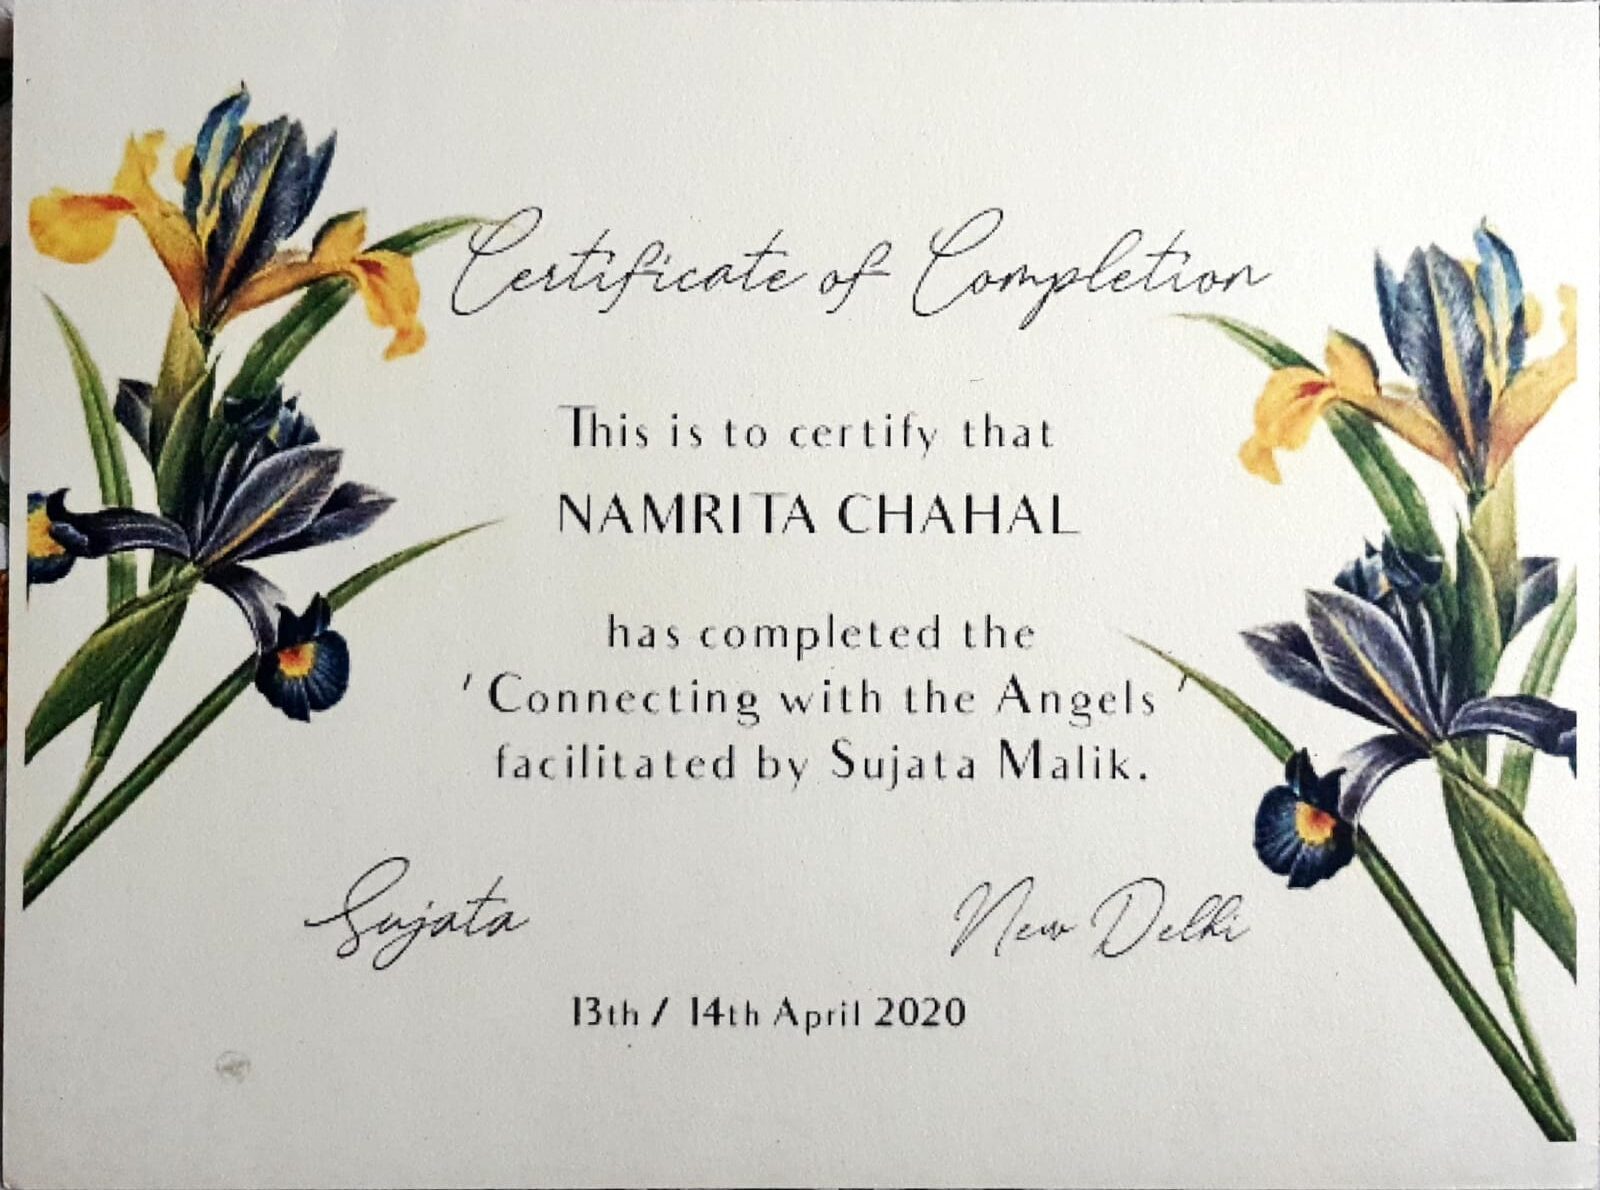 Certificate of Completion
This is to certify that
NAMRITA CHAHAL
has completed the
'Connecting with the Angels'
facilitated by Sujata Malik.
Sujata
New Delhi
13th / 14th April 2020